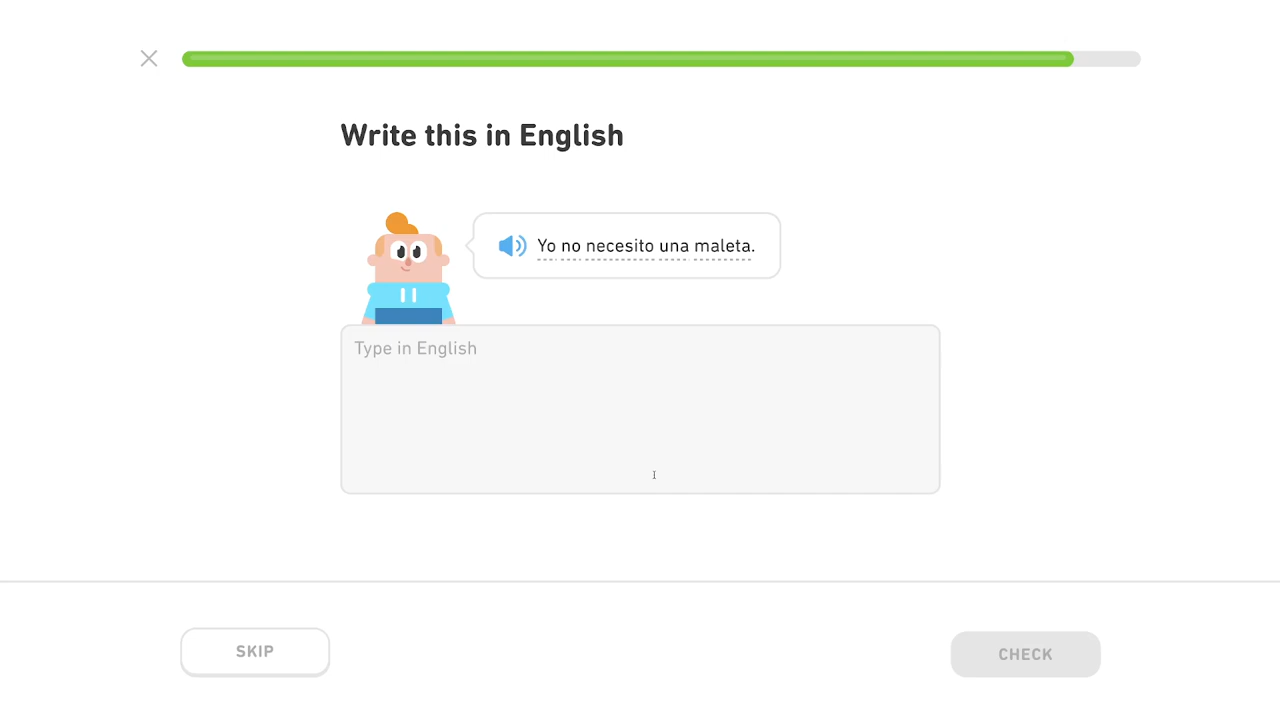 Write this in English
Yo no necesito una maleta.
Type in English
SKIP
CHECK